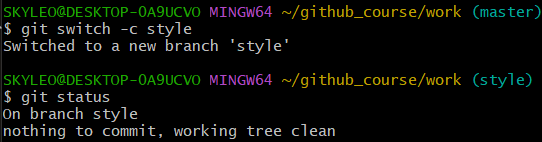 SKYLEO@DESKTOP-0A9UCVO MINGW64 ~/github_course/work (master)
$ git switch -c style
Switched to a new branch 'style'
SKYLEO@DESKTOP-0A9UCVO MINGW64 ~/github_course/work (style)
$ git status
On branch style
nothing to commit, working tree clean